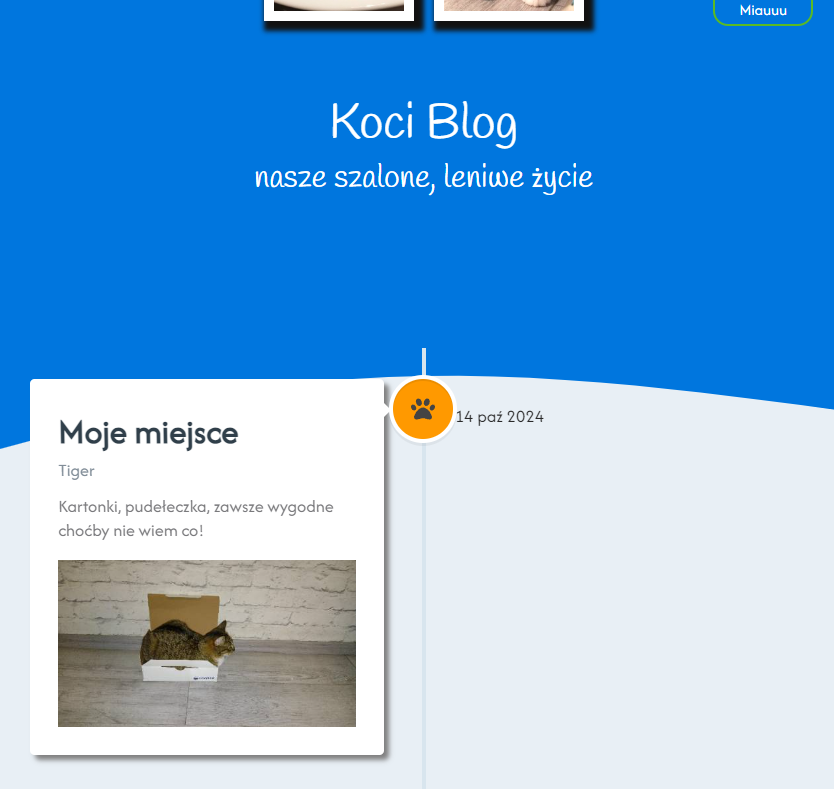 Miauuu
Koci Blog
nasze szalone, leniwe życie
14 paź 2024
Moje miejsce
Tiger
Kartonki, pudełeczka, zawsze wygodne
choćby nie wiem co!